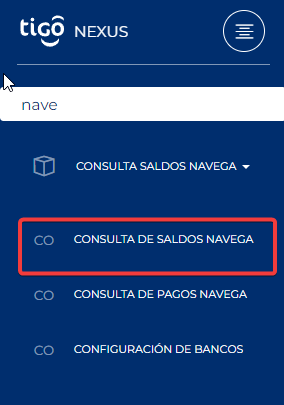 tigo NEXUS
nave
CONSULTA SALDOS NAVEGA
CO CONSULTA DE SALDOS NAVEGA
CO CONSULTA DE PAGOS NAVEGA
CO CONFIGURACIÓN DE BANCOS